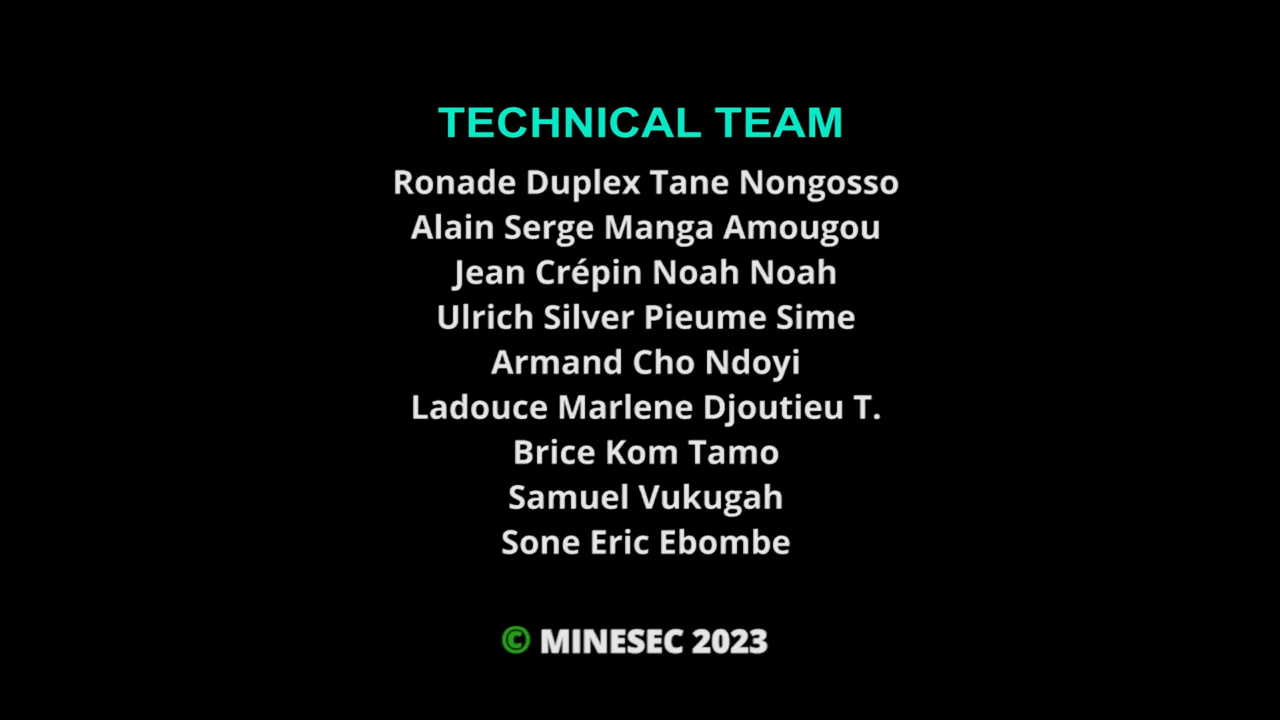 TECHNICAL TEAM
Ronade Duplex Tane Nongosso
Alain Serge Manga Amougou
Jean Crépin Noah Noah
Ulrich Silver Pieume Sime
Armand Cho Ndoyi
Ladouce Marlene Djoutieu T.
Brice Kom Tamo
Samuel Vukugah
Sone Eric Ebombe
© MINESEC 2023